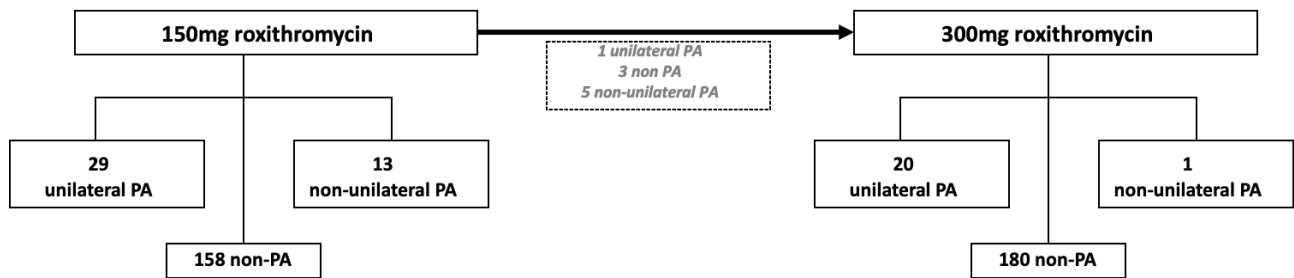 150mg roxithromycin
300mg roxithromycin
1 unilateral PA
3 non PA
5 non-unilateral PA
29
unilateral PA
13
non-unilateral PA
20
unilateral PA
1
non-unilateral PA
158 non-PA
180 non-PA